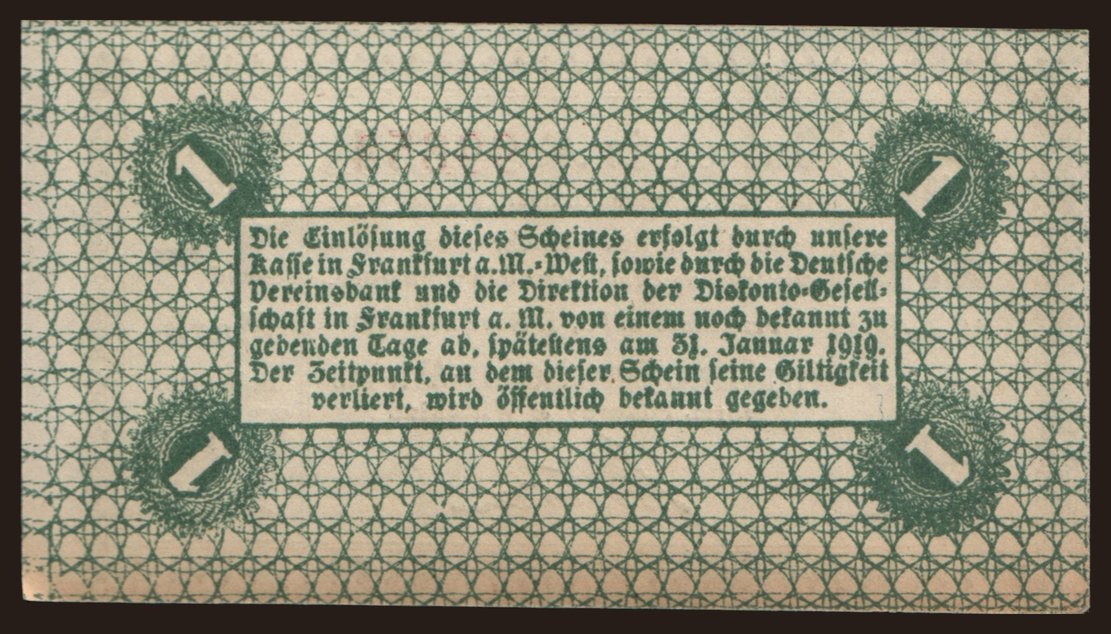 1 1
Die Einlösung dieses Scheines erfolgt durch unsere
Kasse in Frankfurt a. M.-West, sowie durch die Deutsche
Vereinsbank und die Direktion der Diskonto-Gesell-
schaft in Frankfurt a. M. von einem noch bekannt zu
gebenden Tage ab, spätestens am 31. Januar 1919.
Der Zeitpunkt, an dem dieser Schein seine Giltigkeit
verliert, wird öffentlich bekannt gegeben.
1 1